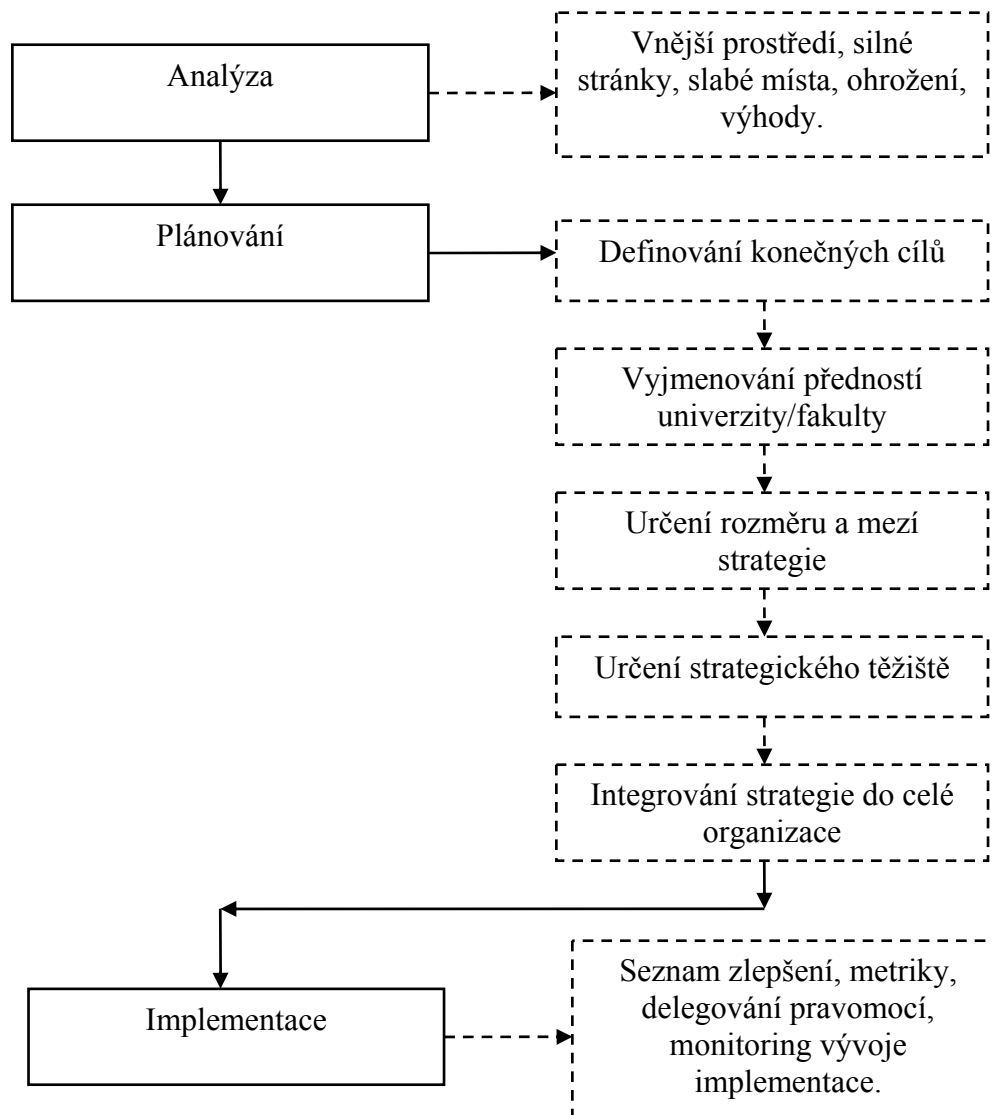 Analýza
Vnější prostředí, silné
stránky, slabé místa, ohrožení,
výhody.
Plánování
Definování konečných cílů
Vyjmenování předností
univerzity/fakulty
Určení rozměru a mezí
strategie
Určení strategického těžiště
Integrování strategie do celé
organizace
Implementace
Seznam zlepšení, metriky,
delegování pravomocí,
monitoring vývoje
implementace.